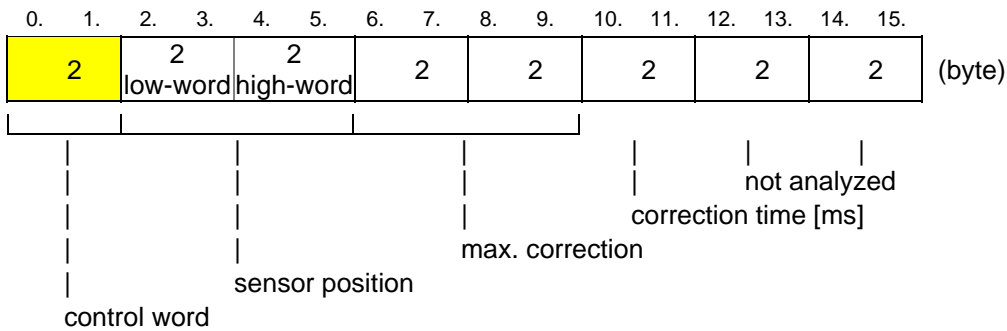 0. 1. 2. 3. 4. 5. 6. 7. 8. 9. 10. 11. 12. 13. 14. 15.
2 2 2 2 2 2 2 2 (byte)
low-word high-word
not analyzed
correction time [ms]
max. correction
sensor position
control word